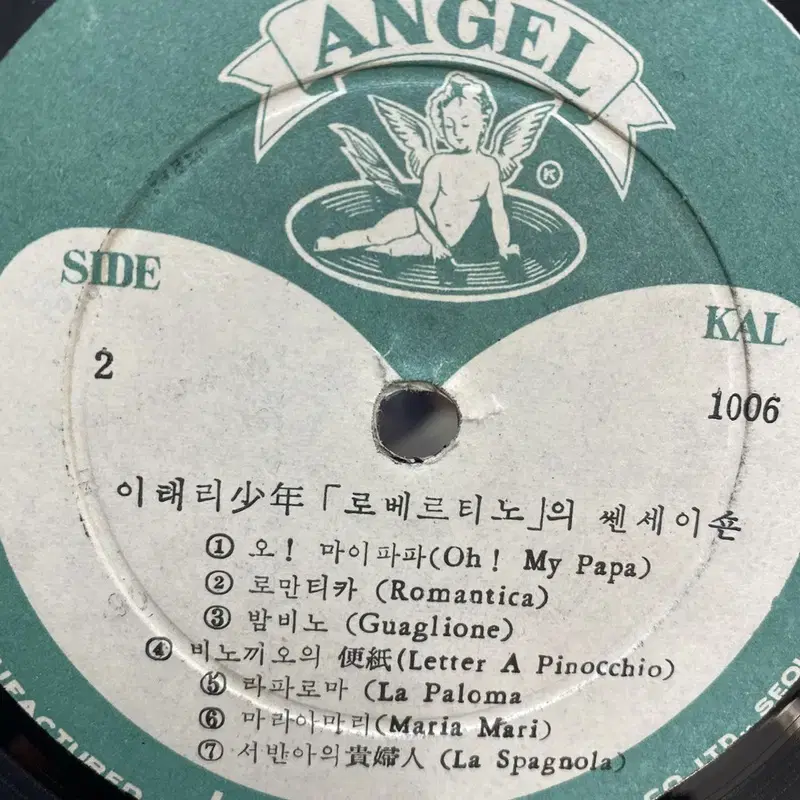 ANGEL
K
SIDE
2
KAL
1006
이태리少年「로베르티노」의 쎈세이숀
① 오! 마이파파(Oh! My Papa)
② 로만티카 (Romantica)
③ 밤비노 (Guaglione)
④ 비노끼오의 便紙(Letter A Pinocchio)
⑤ 라파로마 (La Paloma
⑥ 마리아마리(Maria Mari)
⑦ 서반아의貴婦人 (La Spagnola)